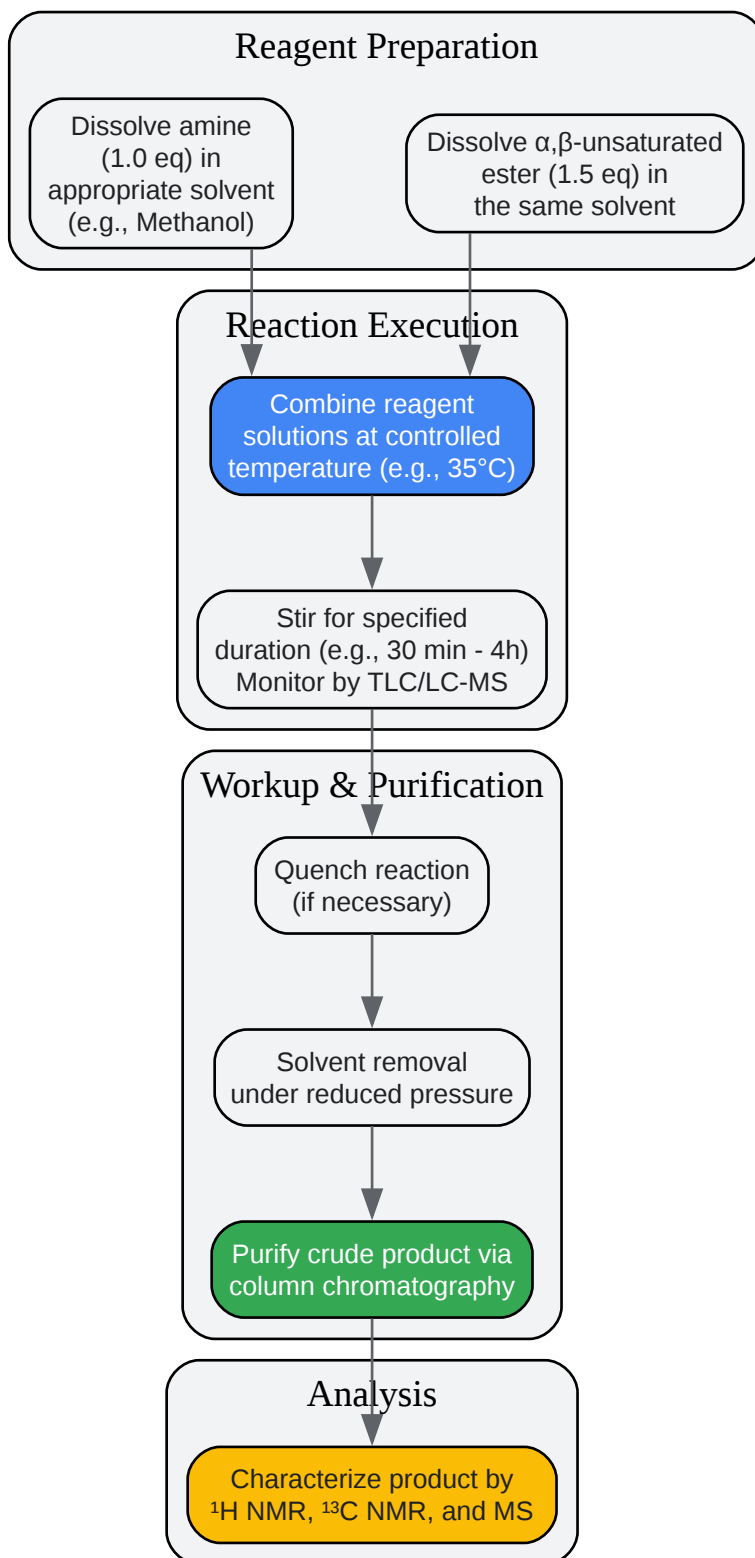 Reagent Preparation
Dissolve amine
(1.0 eq) in
appropriate solvent
(e.g., Methanol)
Dissolve α,β-unsaturated
ester (1.5 eq) in
the same solvent
Reaction Execution
Combine reagent
solutions at controlled
temperature (e.g., 35°C)
Stir for specified
duration (e.g., 30 min - 4h)
Monitor by TLC/LC-MS
Workup & Purification
Quench reaction
(if necessary)
Solvent removal
under reduced pressure
Purify crude product via
column chromatography
Analysis
Characterize product by
¹H NMR, ¹³C NMR, and MS